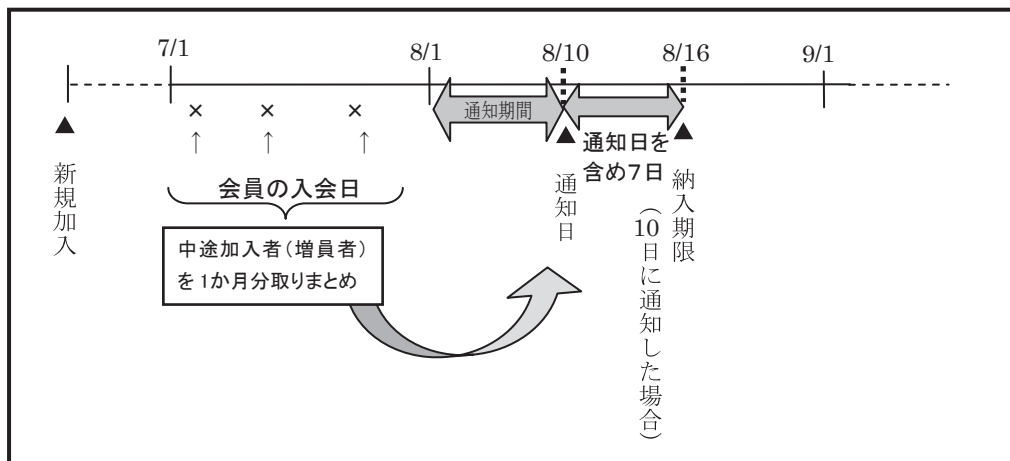 7/1
8/1
8/10
8/16
9/1
通知期間
× × ×
↑ ↑ ↑
▲
▲
▲
新規加入
会員の入会日
通知日を
含め7日
通知日
納入期限
（10日に通知した場合）
中途加入者（増員者）
を1か月分取りまとめ